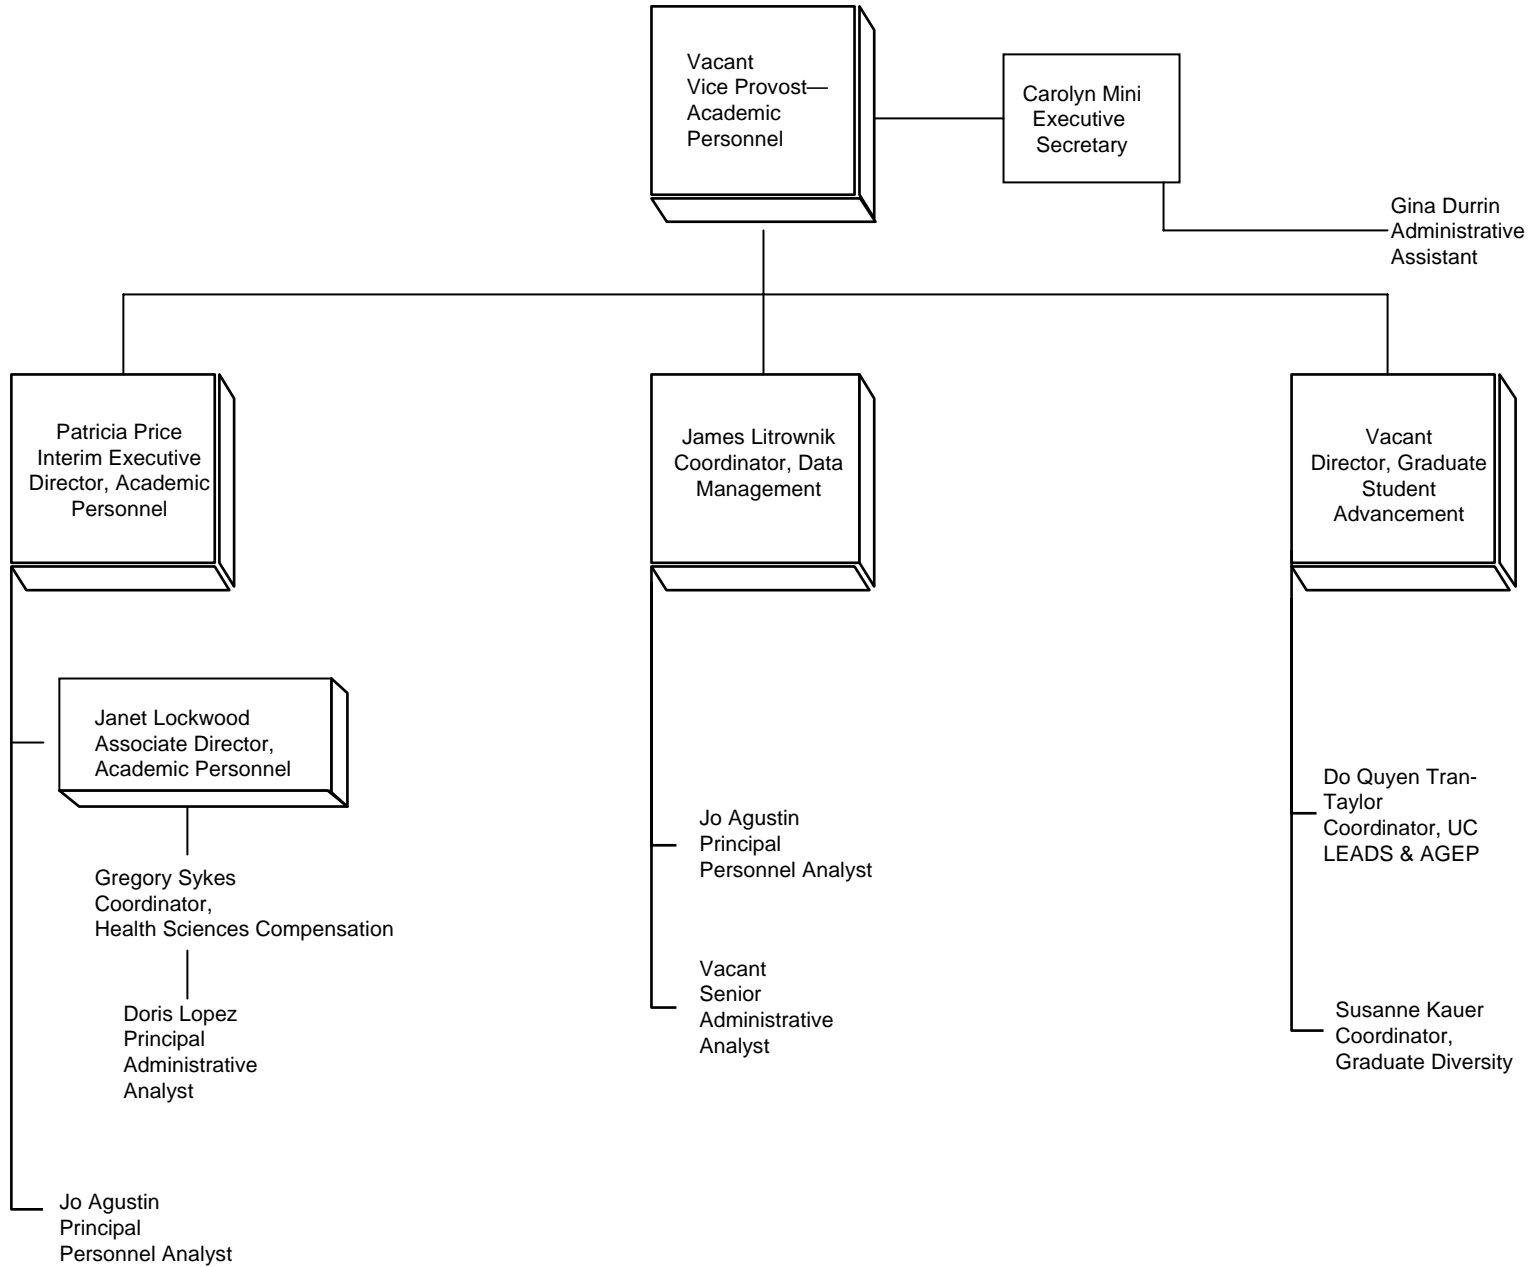 Vacant
Vice Provost—
Academic
Personnel
Carolyn Mini
Executive
Secretary
Gina Durrin
Administrative
Assistant
Patricia Price
Interim Executive
Director, Academic
Personnel
James Litrownik
Coordinator, Data
Management
Vacant
Director, Graduate
Student
Advancement
Janet Lockwood
Associate Director,
Academic Personnel
Gregory Sykes
Coordinator,
Health Sciences Compensation
Doris Lopez
Principal
Administrative
Analyst
Jo Agustin
Principal
Personnel Analyst
Jo Agustin
Principal
Personnel Analyst
Vacant
Senior
Administrative
Analyst
Do Quyen Tran-
Taylor
Coordinator, UC
LEADS & AGEP
Susanne Kauer
Coordinator,
Graduate Diversity